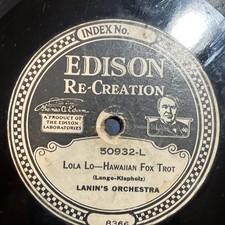 INDEX No.
EDISON
RE-CREATION
Thomas A. Edison
A PRODUCT OF
THE EDISON
LABORATORIES
50932-L
LOLA LO—HAWAIIAN FOX TROT
(Lange-Klapholz)
LANIN'S ORCHESTRA
8366